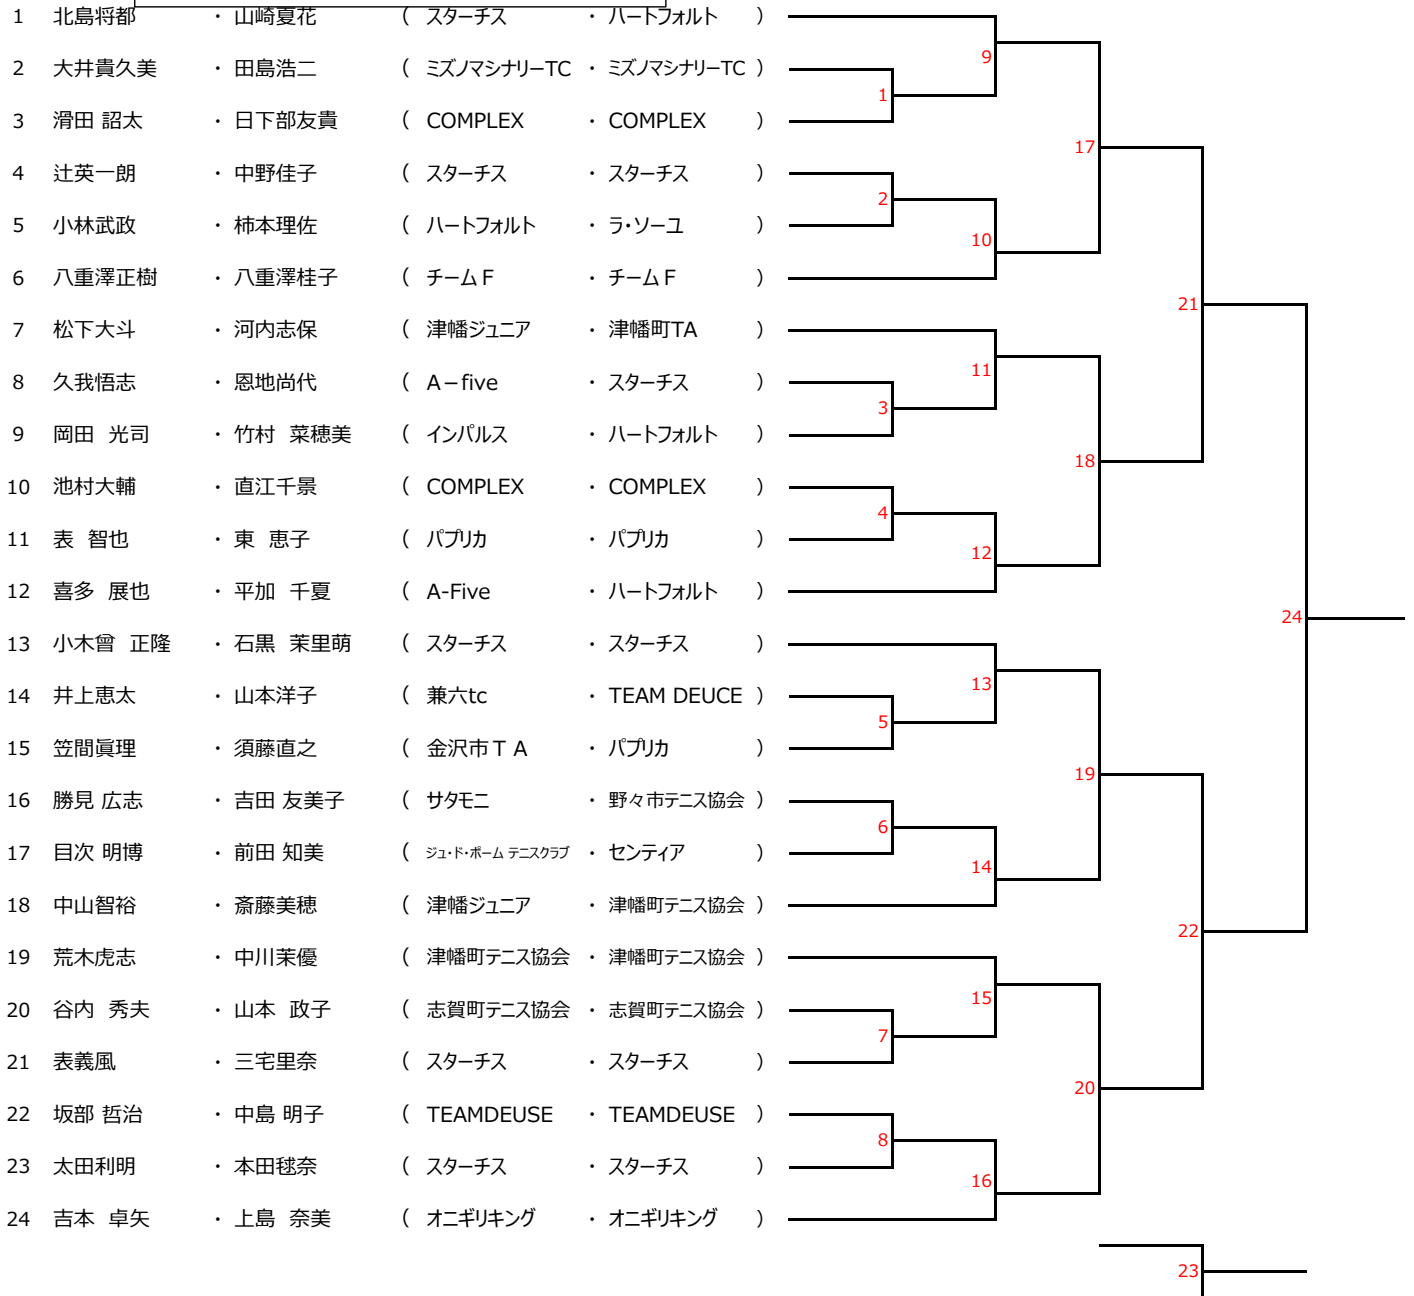 1 北島将都 ・ 山崎夏花 ( スターチス ・ ハートフォルト )
2 大井貴久美 ・ 田島浩二 ( ミズノマシナリーTC ・ ミズノマシナリーTC )
3 滑田 詔太 ・ 日下部友貴 ( COMPLEX ・ COMPLEX )
4 辻英一朗 ・ 中野佳子 ( スターチス ・ スターチス )
5 小林武政 ・ 柿本理佐 ( ハートフォルト ・ ラ・ソーユ )
6 八重澤正樹 ・ 八重澤桂子 ( チームF ・ チームF )
7 松下大斗 ・ 河内志保 ( 津幡ジュニア ・ 津幡町TA )
8 久我悟志 ・ 恩地尚代 ( A−five ・ スターチス )
9 岡田 光司 ・ 竹村 菜穂美 ( インパルス ・ ハートフォルト )
10 池村大輔 ・ 直江千景 ( COMPLEX ・ COMPLEX )
11 表 智也 ・ 東 恵子 ( パプリカ ・ パプリカ )
12 喜多 展也 ・ 平加 千夏 ( A-Five ・ ハートフォルト )
13 小木曾 正隆 ・ 石黒 茉里萌 ( スターチス ・ スターチス )
14 井上恵太 ・ 山本洋子 ( 兼六tc ・ TEAM DEUCE )
15 笠間眞理 ・ 須藤直之 ( 金沢市TA ・ パプリカ )
16 勝見 広志 ・ 吉田 友美子 ( サタモニ ・ 野々市テニス協会 )
17 目次 明博 ・ 前田 知美 ( ジュ・ド・ポーム テニスクラブ ・ センティア )
18 中山智裕 ・ 斎藤美穂 ( 津幡ジュニア ・ 津幡町テニス協会 )
19 荒木虎志 ・ 中川茉優 ( 津幡町テニス協会 ・ 津幡町テニス協会 )
20 谷内 秀夫 ・ 山本 政子 ( 志賀町テニス協会 ・ 志賀町テニス協会 )
21 表義風 ・ 三宅里奈 ( スターチス ・ スターチス )
22 坂部 哲治 ・ 中島 明子 ( TEAMDEUSE ・ TEAMDEUSE )
23 太田利明 ・ 本田毬奈 ( スターチス ・ スターチス )
24 吉本 卓矢 ・ 上島 奈美 ( オニギリキング ・ オニギリキング )
1
2
3
4
5
6
7
8
9
10
11
12
13
14
15
16
17
18
19
20
21
22
24
23